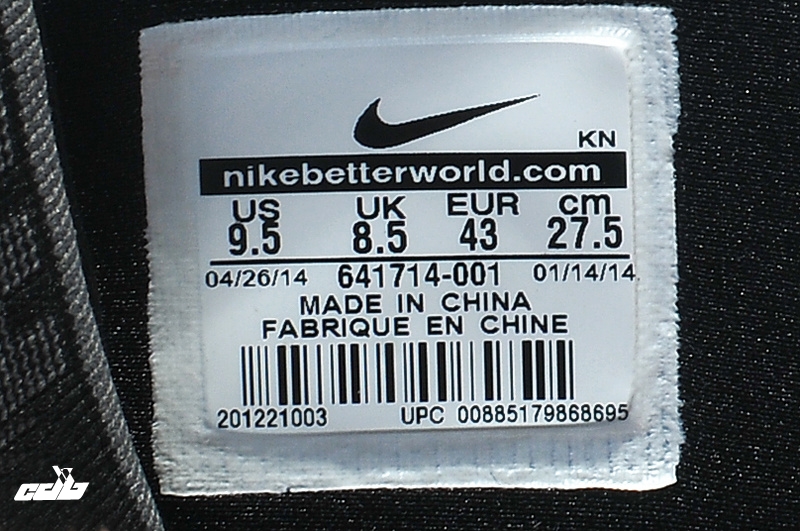 KN
nikebetterworld.com
US UK EUR cm
9.5 8.5 43 27.5
04/26/14 641714-001 01/14/14
MADE IN CHINA
FABRIQUE EN CHINE
201221003 UPC 00885179868695
cdb